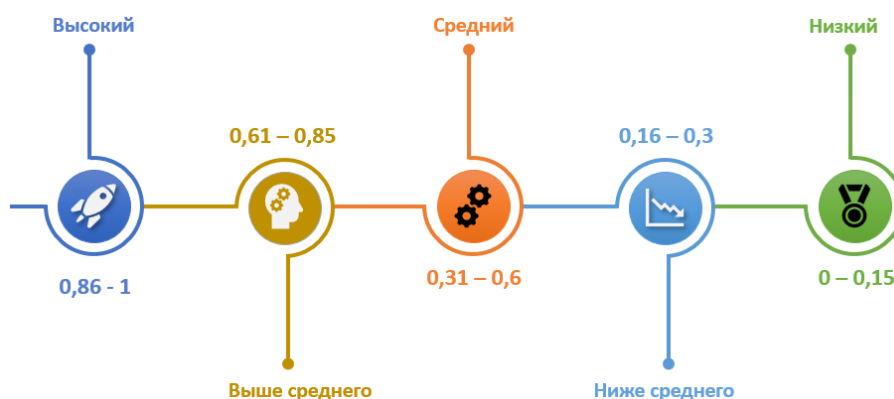 Высокий
Средний
Низкий
0,61 – 0,85
0,16 – 0,3
0,86 - 1
0,31 – 0,6
0 – 0,15
Выше среднего
Ниже среднего